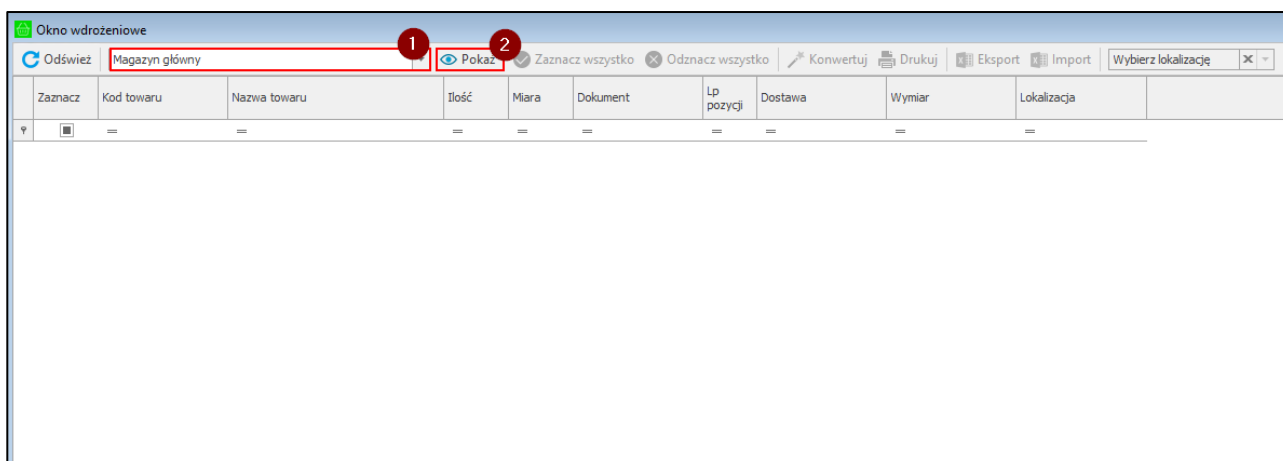 Okno wdrożeniowe
1 2
Odśwież Magazyn główny Pokaż Zaznacz wszystko Odznacz wszystko Konwertuj Drukuj Eksport Import Wybierz lokalizację
Zaznacz Kod towaru Nazwa towaru Ilość Miara Dokument Lp pozycji Dostawa Wymiar Lokalizacja
= = = = = = = = =